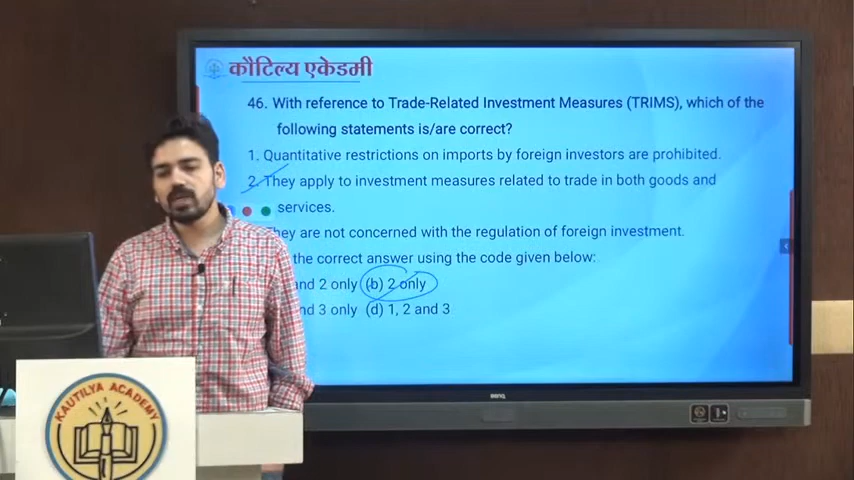 कौटिल्य एकेडमी
46. With reference to Trade-Related Investment Measures (TRIMS), which of the
following statements is/are correct?
1. Quantitative restrictions on imports by foreign investors are prohibited.
2. They apply to investment measures related to trade in both goods and
services.
hey are not concerned with the regulation of foreign investment.
the correct answer using the code given below:
and 2 only (b) 2 only
nd 3 only (d) 1, 2 and 3
BENQ
KAUTILYA ACADEMY